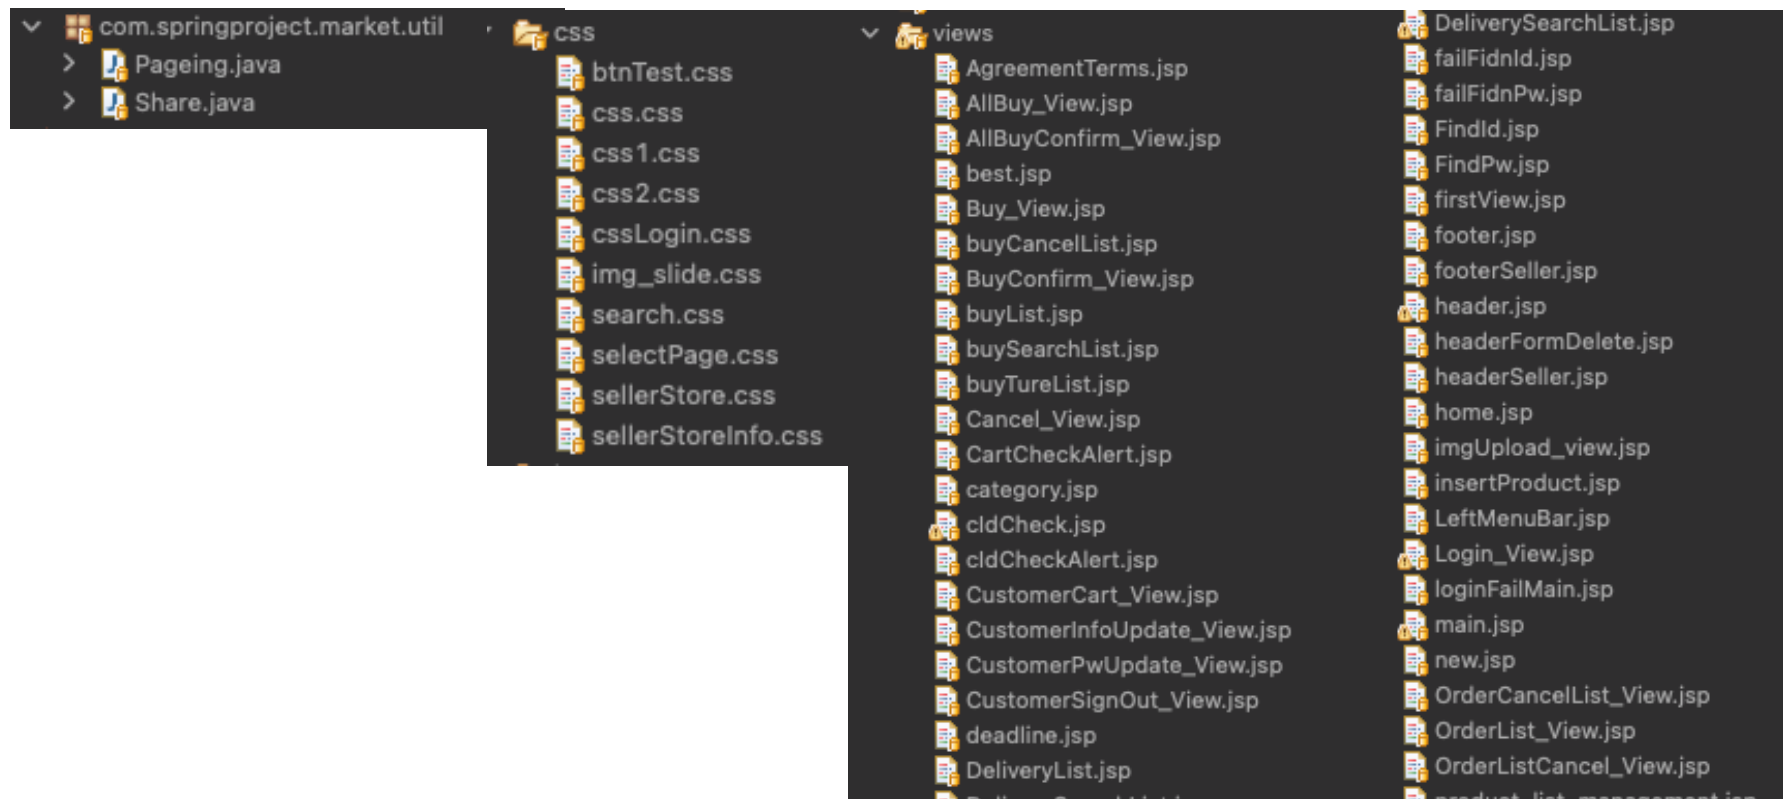 com.springproject.market.util
Pageing.java
Share.java
css
btnTest.css
css.css
css1.css
css2.css
cssLogin.css
img_slide.css
search.css
selectPage.css
sellerStore.css
sellerStoreInfo.css
views
AgreementTerms.jsp
AllBuy_View.jsp
AllBuyConfirm_View.jsp
best.jsp
Buy_View.jsp
buyCancelList.jsp
BuyConfirm_View.jsp
buyList.jsp
buySearchList.jsp
buyTureList.jsp
Cancel_View.jsp
CartCheckAlert.jsp
category.jsp
cIdCheck.jsp
cIdCheckAlert.jsp
CustomerCart_View.jsp
CustomerInfoUpdate_View.jsp
CustomerPwUpdate_View.jsp
CustomerSignOut_View.jsp
deadline.jsp
DeliveryList.jsp
DeliverySearchList.jsp
failFidnId.jsp
failFidnPw.jsp
FindId.jsp
FindPw.jsp
firstView.jsp
footer.jsp
footerSeller.jsp
header.jsp
headerFormDelete.jsp
headerSeller.jsp
home.jsp
imgUpload_view.jsp
insertProduct.jsp
LeftMenuBar.jsp
Login_View.jsp
loginFailMain.jsp
main.jsp
new.jsp
OrderCancelList_View.jsp
OrderList_View.jsp
OrderListCancel_View.jsp